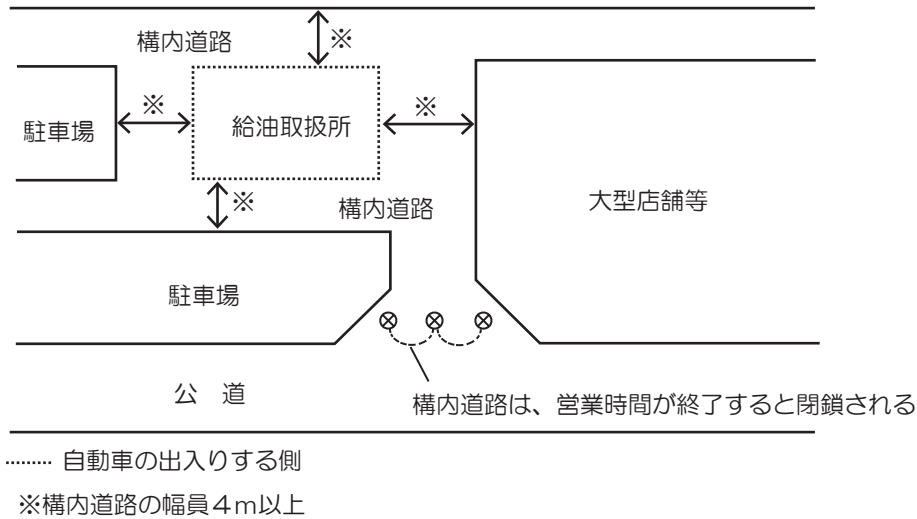 構内道路
※
※
※
駐車場
給油取扱所
※
構内道路
大型店舗等
駐車場
公　道
構内道路は、営業時間が終了すると閉鎖される
……… 自動車の出入りする側
※構内道路の幅員４ｍ以上